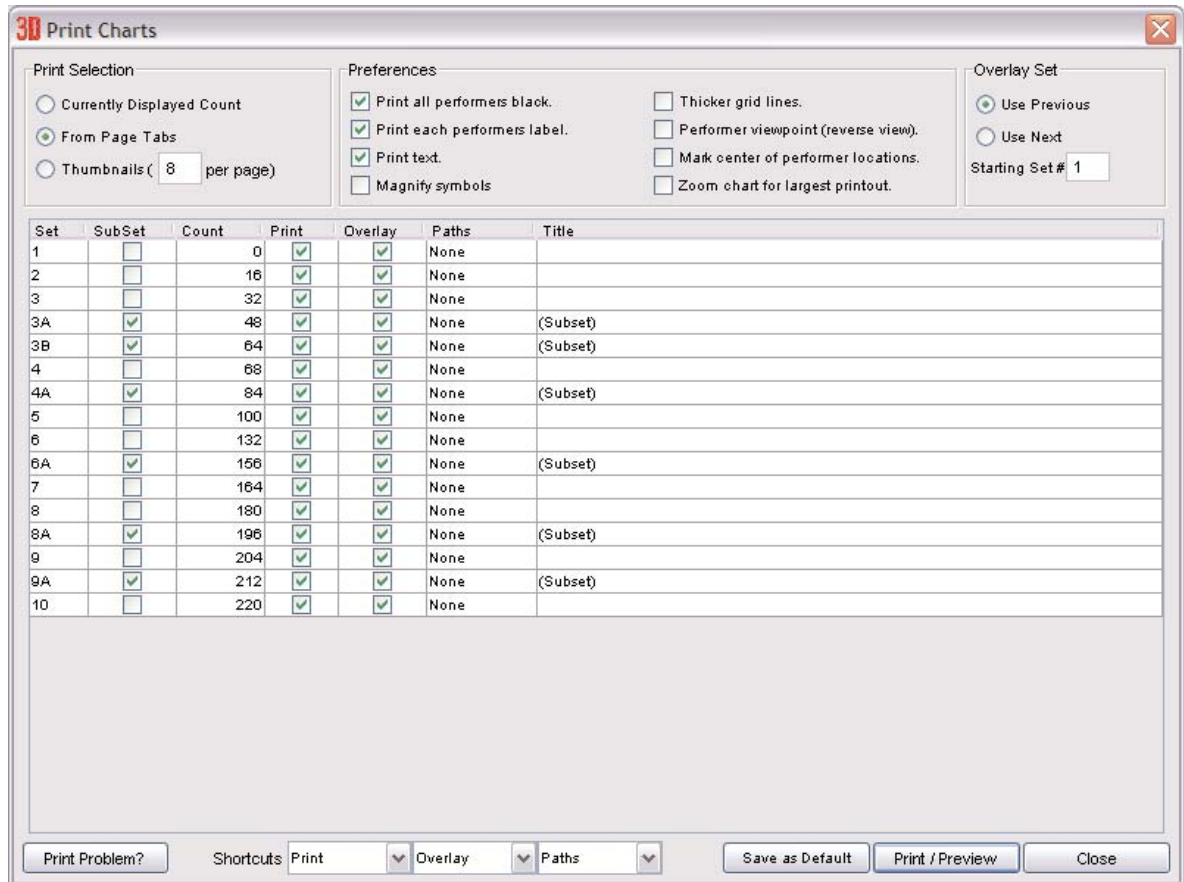 3D Print Charts
Print Selection
Currently Displayed Count
From Page Tabs
Thumbnails ( 8 per page)
Preferences
Print all performers black.
Print each performers label.
Print text.
Magnify symbols
Thicker grid lines.
Performer viewpoint (reverse view).
Mark center of performer locations.
Zoom chart for largest printout.
Overlay Set
Use Previous
Use Next
Starting Set # 1
Set SubSet Count Print Overlay Paths Title
1 0 None
2 16 None
3 32 None
3A 48 None (Subset)
3B 64 None (Subset)
4 68 None
4A 84 None (Subset)
5 100 None
6 132 None
6A 156 None (Subset)
7 164 None
8 180 None
8A 196 None (Subset)
9 204 None
9A 212 None (Subset)
10 220 None
Print Problem? Shortcuts Print Overlay Paths Save as Default Print / Preview Close